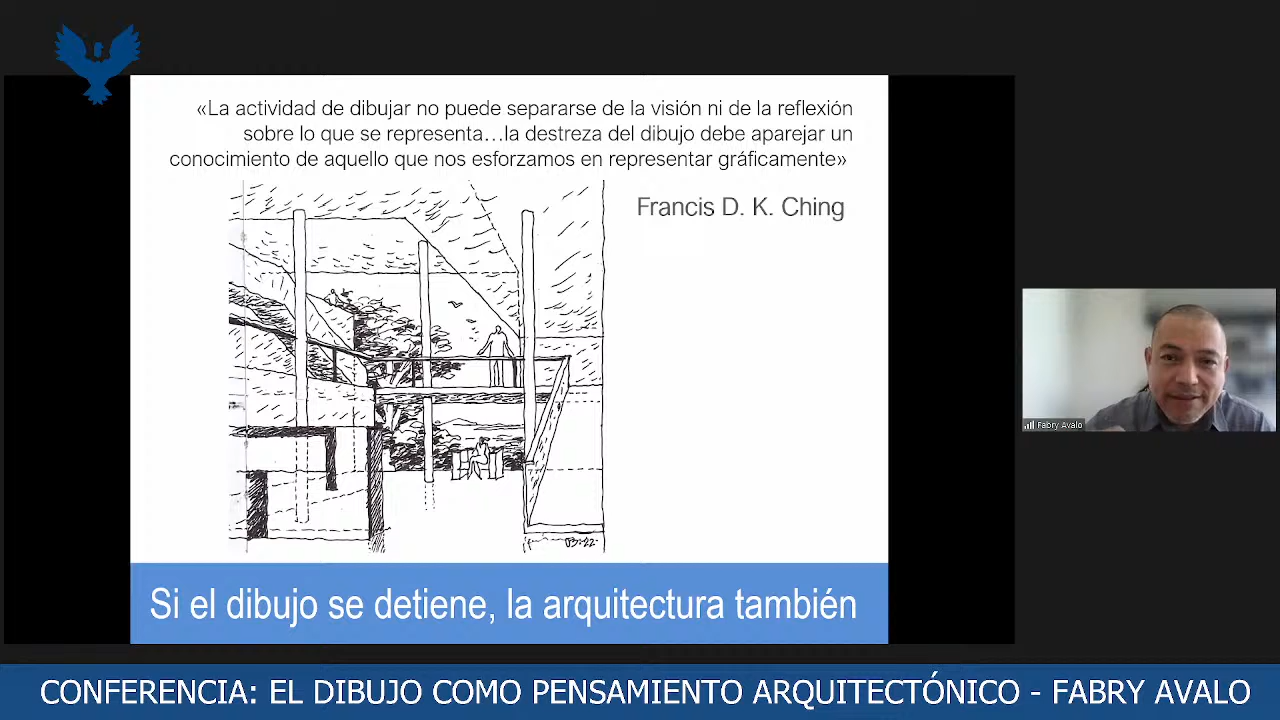 «La actividad de dibujar no puede separarse de la visión ni de la reflexión
sobre lo que se representa…la destreza del dibujo debe aparejar un
conocimiento de aquello que nos esforzamos en representar gráficamente»
Francis D. K. Ching
Si el dibujo se detiene, la arquitectura también
Fabry Avalo
CONFERENCIA: EL DIBUJO COMO PENSAMIENTO ARQUITECTÓNICO - FABRY AVALO